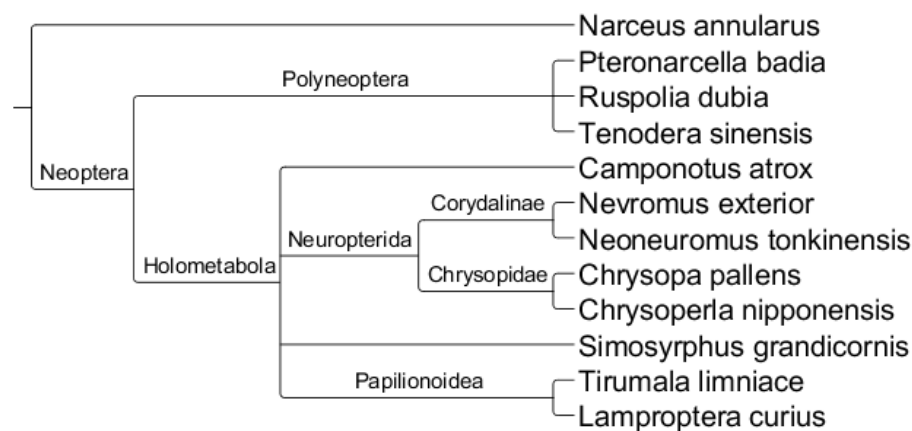 Narceus annularus
Pteronarcella badia
Polyneoptera
Ruspolia dubia
Tenodera sinensis
Neoptera
Camponotus atrox
Corydalinae
Nevromus exterior
Neuropterida
Neoneuromus tonkinensis
Holometabola
Chrysopidae
Chrysopa pallens
Chrysoperla nipponensis
Simosyrphus grandicornis
Papilionoidea
Tirumala limniace
Lamproptera curius